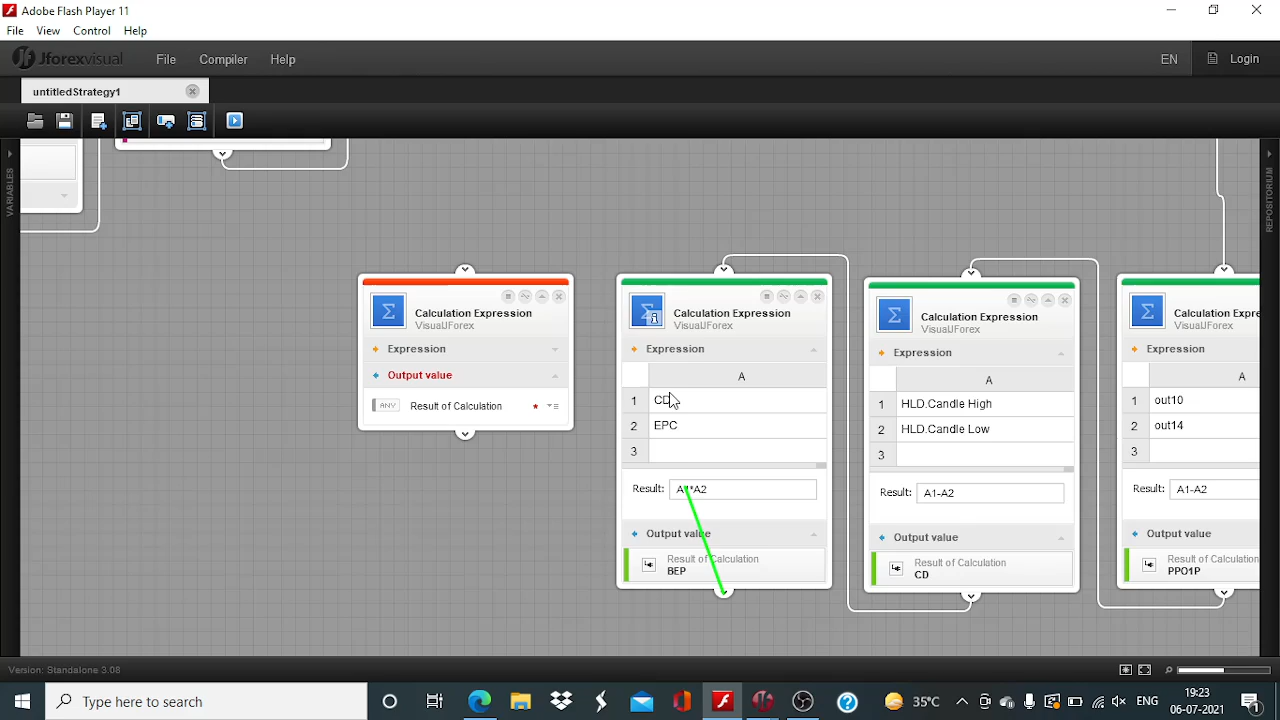 Adobe Flash Player 11
File View Control Help
Jforexvisual File Compiler Help EN Login
untitledStrategy1
VARIABLES
REPOSITORIUM
Calculation Expression
VisualJForex
Expression
Output value
ANY Result of Calculation *
Calculation Expression
VisualJForex
Expression
A
1 CD
2 EPC
3
Result: A1*A2
Output value
Result of Calculation
BEP
Calculation Expression
VisualJForex
Expression
A
1 HLD.Candle High
2 HLD.Candle Low
3
Result: A1-A2
Output value
Result of Calculation
CD
Calculation Expre
VisualJForex
Expression
A
1 out10
2 out14
3
Result: A1-A2
Output value
Result of Calculation
PPO1P
Version: Standalone 3.08
Type here to search
35°C ENG 19:23
06-07-2021
1